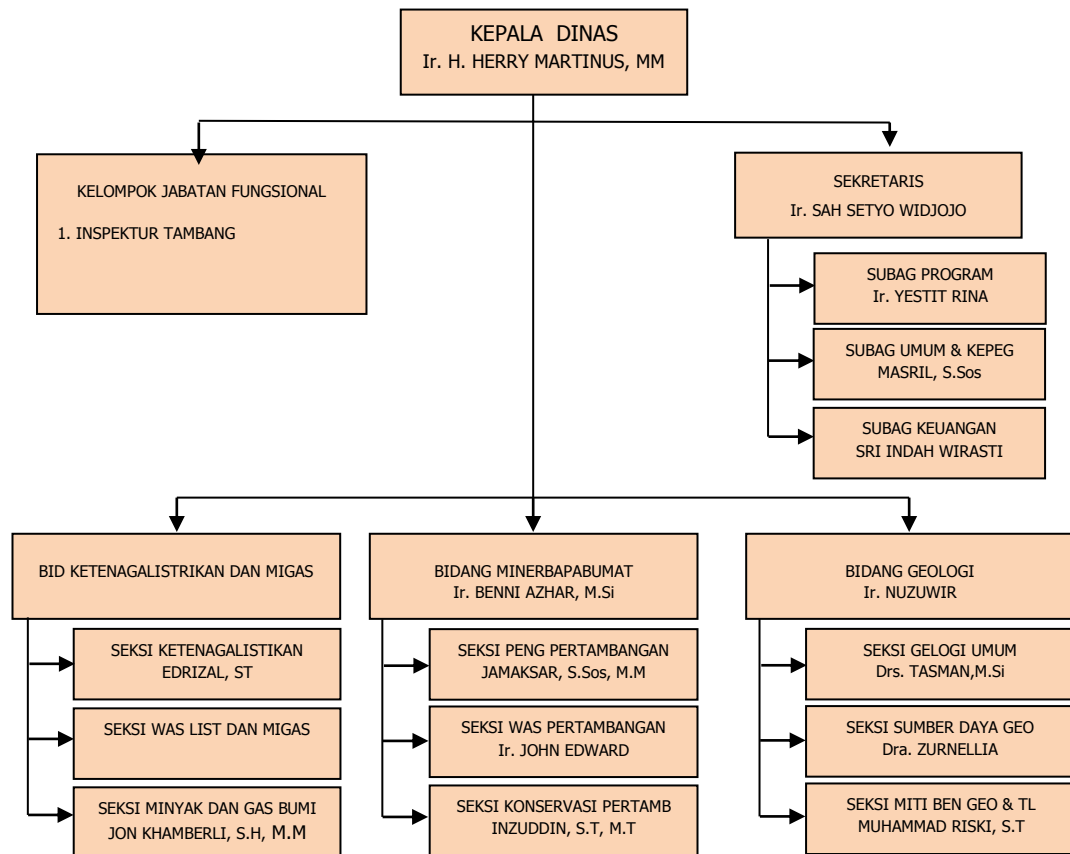 KEPALA DINAS
Ir. H. HERRY MARTINUS, MM
KELOMPOK JABATAN FUNGSIONAL
1. INSPEKTUR TAMBANG
SEKRETARIS
Ir. SAH SETYO WIDJOJO
SUBAG PROGRAM
Ir. YESTIT RINA
SUBAG UMUM & KEPEG
MASRIL, S.Sos
SUBAG KEUANGAN
SRI INDAH WIRASTI
BID KETENAGALISTRIKAN DAN MIGAS
SEKSI KETENAGALISTIKAN
EDRIZAL, ST
SEKSI WAS LIST DAN MIGAS
SEKSI MINYAK DAN GAS BUMI
JON KHAMBERLI, S.H, M.M
BIDANG MINERBAPABUMAT
Ir. BENNI AZHAR, M.Si
SEKSI PENG PERTAMBANGAN
JAMAKSAR, S.Sos, M.M
SEKSI WAS PERTAMBANGAN
Ir. JOHN EDWARD
SEKSI KONSERVASI PERTAMB
INZUDDIN, S.T, M.T
BIDANG GEOLOGI
Ir. NUZUWIR
SEKSI GELOGI UMUM
Drs. TASMAN,M.Si
SEKSI SUMBER DAYA GEO
Dra. ZURNELLIA
SEKSI MITI BEN GEO & TL
MUHAMMAD RISKI, S.T